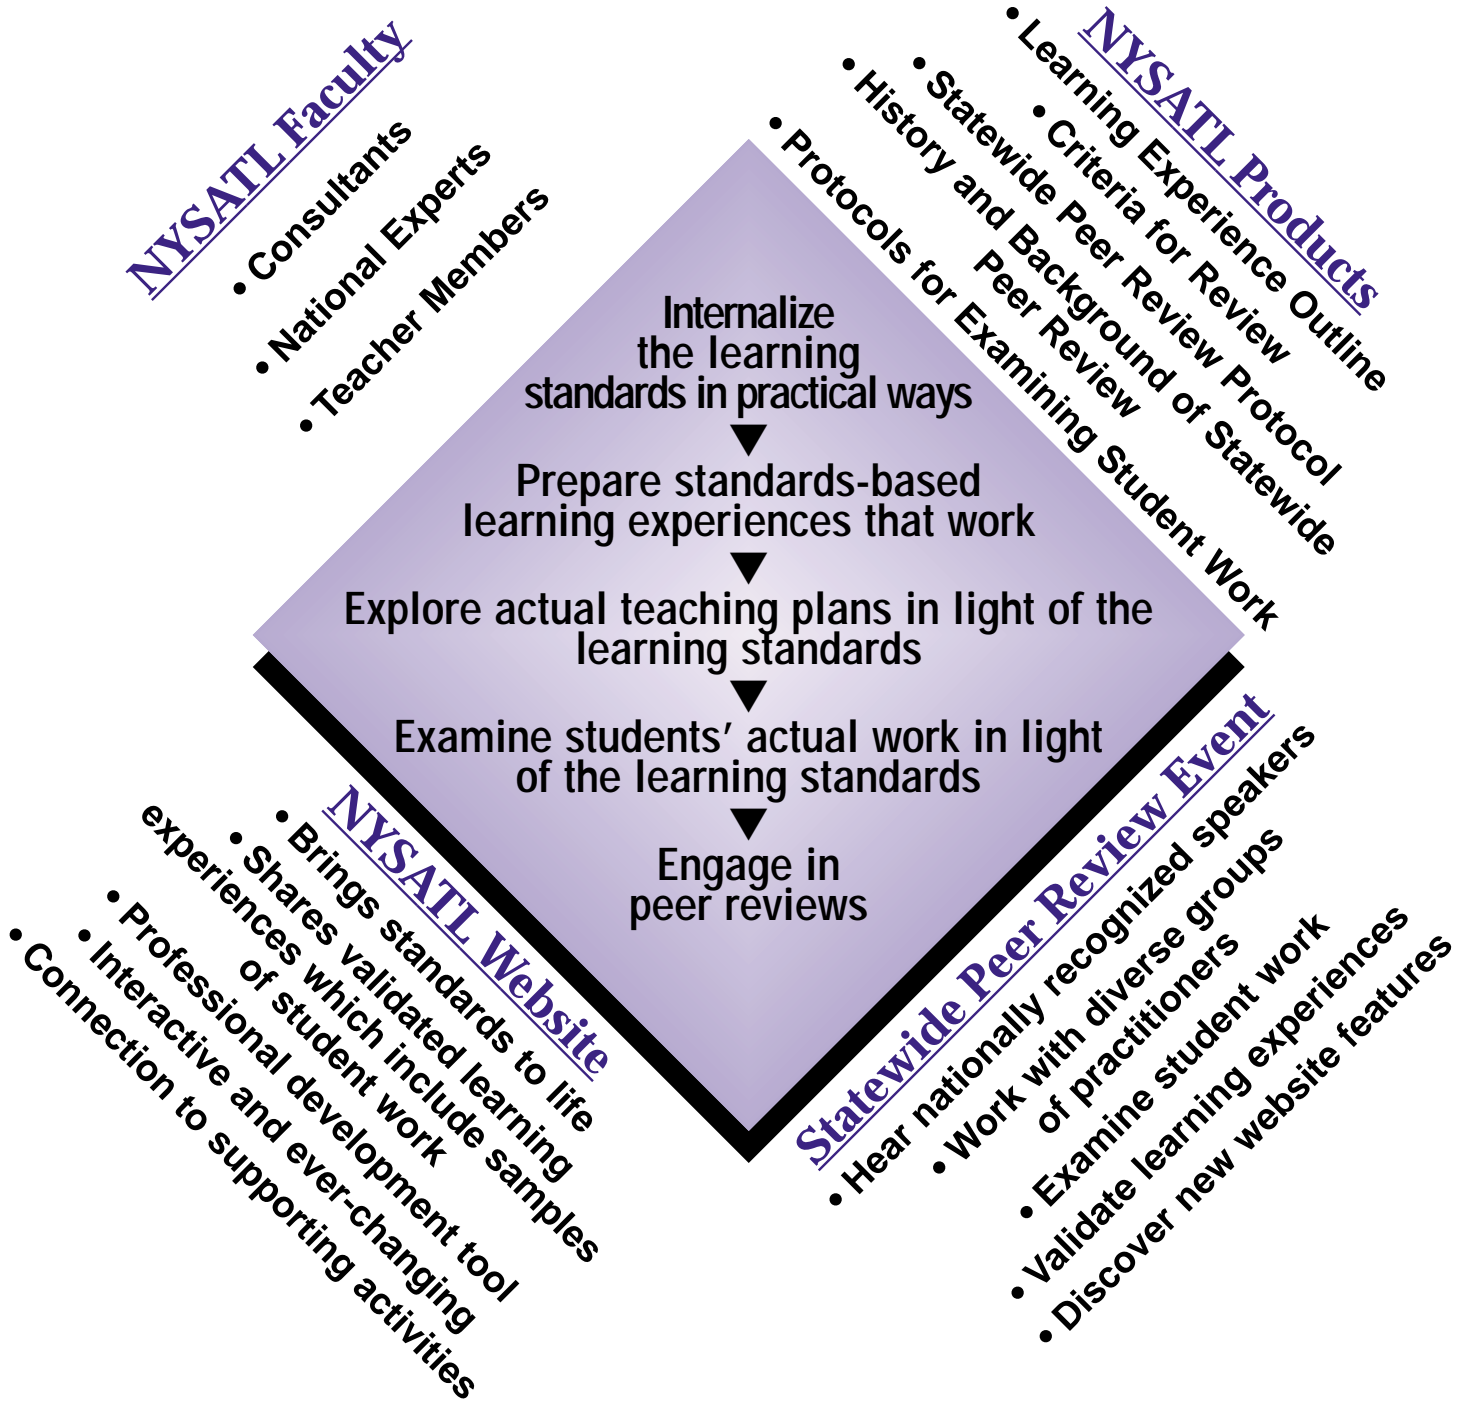 NYSATL Faculty
• Consultants
• National Experts
• Teacher Members
NYSATL Products
• Learning Experience Outline
• Criteria for Review
• Statewide Peer Review Protocol
• History and Background of Statewide
Peer Review
• Protocols for Examining Student Work
Internalize
the learning
standards in practical ways
▼
Prepare standards-based
learning experiences that work
▼
Explore actual teaching plans in light of the
learning standards
▼
Examine students’ actual work in light
of the learning standards
▼
Engage in
peer reviews
NYSATL Website
• Brings standards to life
• Shares validated learning
experiences which include samples
of student work
• Professional development tool
• Interactive and ever-changing
• Connection to supporting activities
Statewide Peer Review Event
• Hear nationally recognized speakers
• Work with diverse groups
of practitioners
• Examine student work
• Validate learning experiences
• Discover new website features